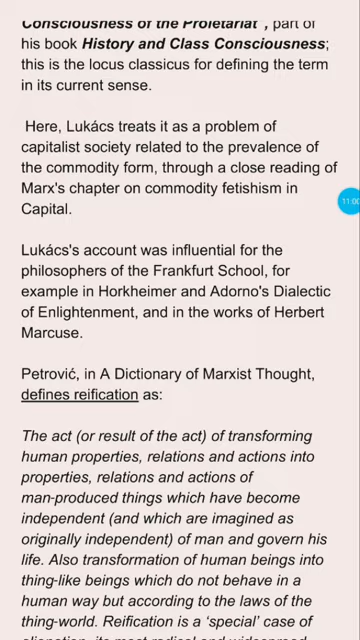 Consciousness of the Proletariat", part of
his book History and Class Consciousness;
this is the locus classicus for defining the term
in its current sense.
Here, Lukács treats it as a problem of
capitalist society related to the prevalence of
the commodity form, through a close reading of
Marx's chapter on commodity fetishism in
Capital.
11:00
Lukács's account was influential for the
philosophers of the Frankfurt School, for
example in Horkheimer and Adorno's Dialectic
of Enlightenment, and in the works of Herbert
Marcuse.
Petrović, in A Dictionary of Marxist Thought,
defines reification as:
The act (or result of the act) of transforming
human properties, relations and actions into
properties, relations and actions of
man-produced things which have become
independent (and which are imagined as
originally independent) of man and govern his
life. Also transformation of human beings into
thing-like beings which do not behave in a
human way but according to the laws of the
thing-world. Reification is a 'special' case of
alienation, its most radical and widespread